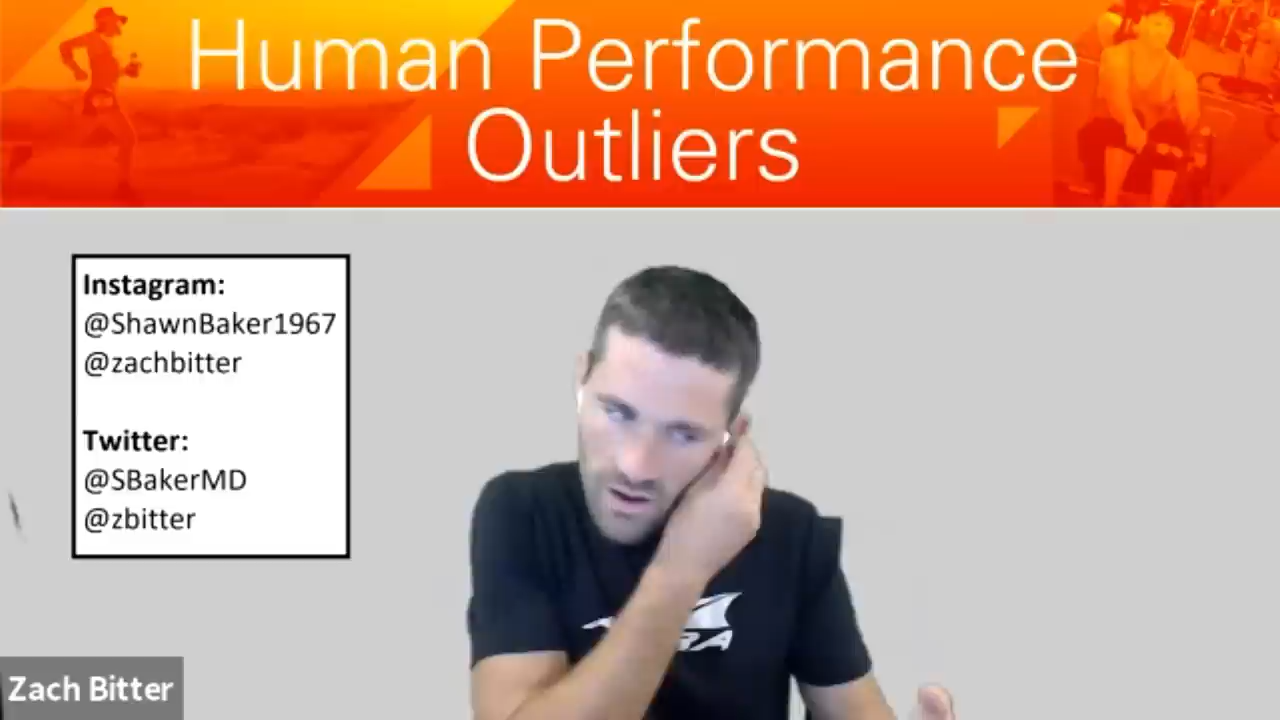 Human Performance
Outliers
Instagram:
@ShawnBaker1967
@zachbitter
Twitter:
@SBakerMD
@zbitter
Zach Bitter